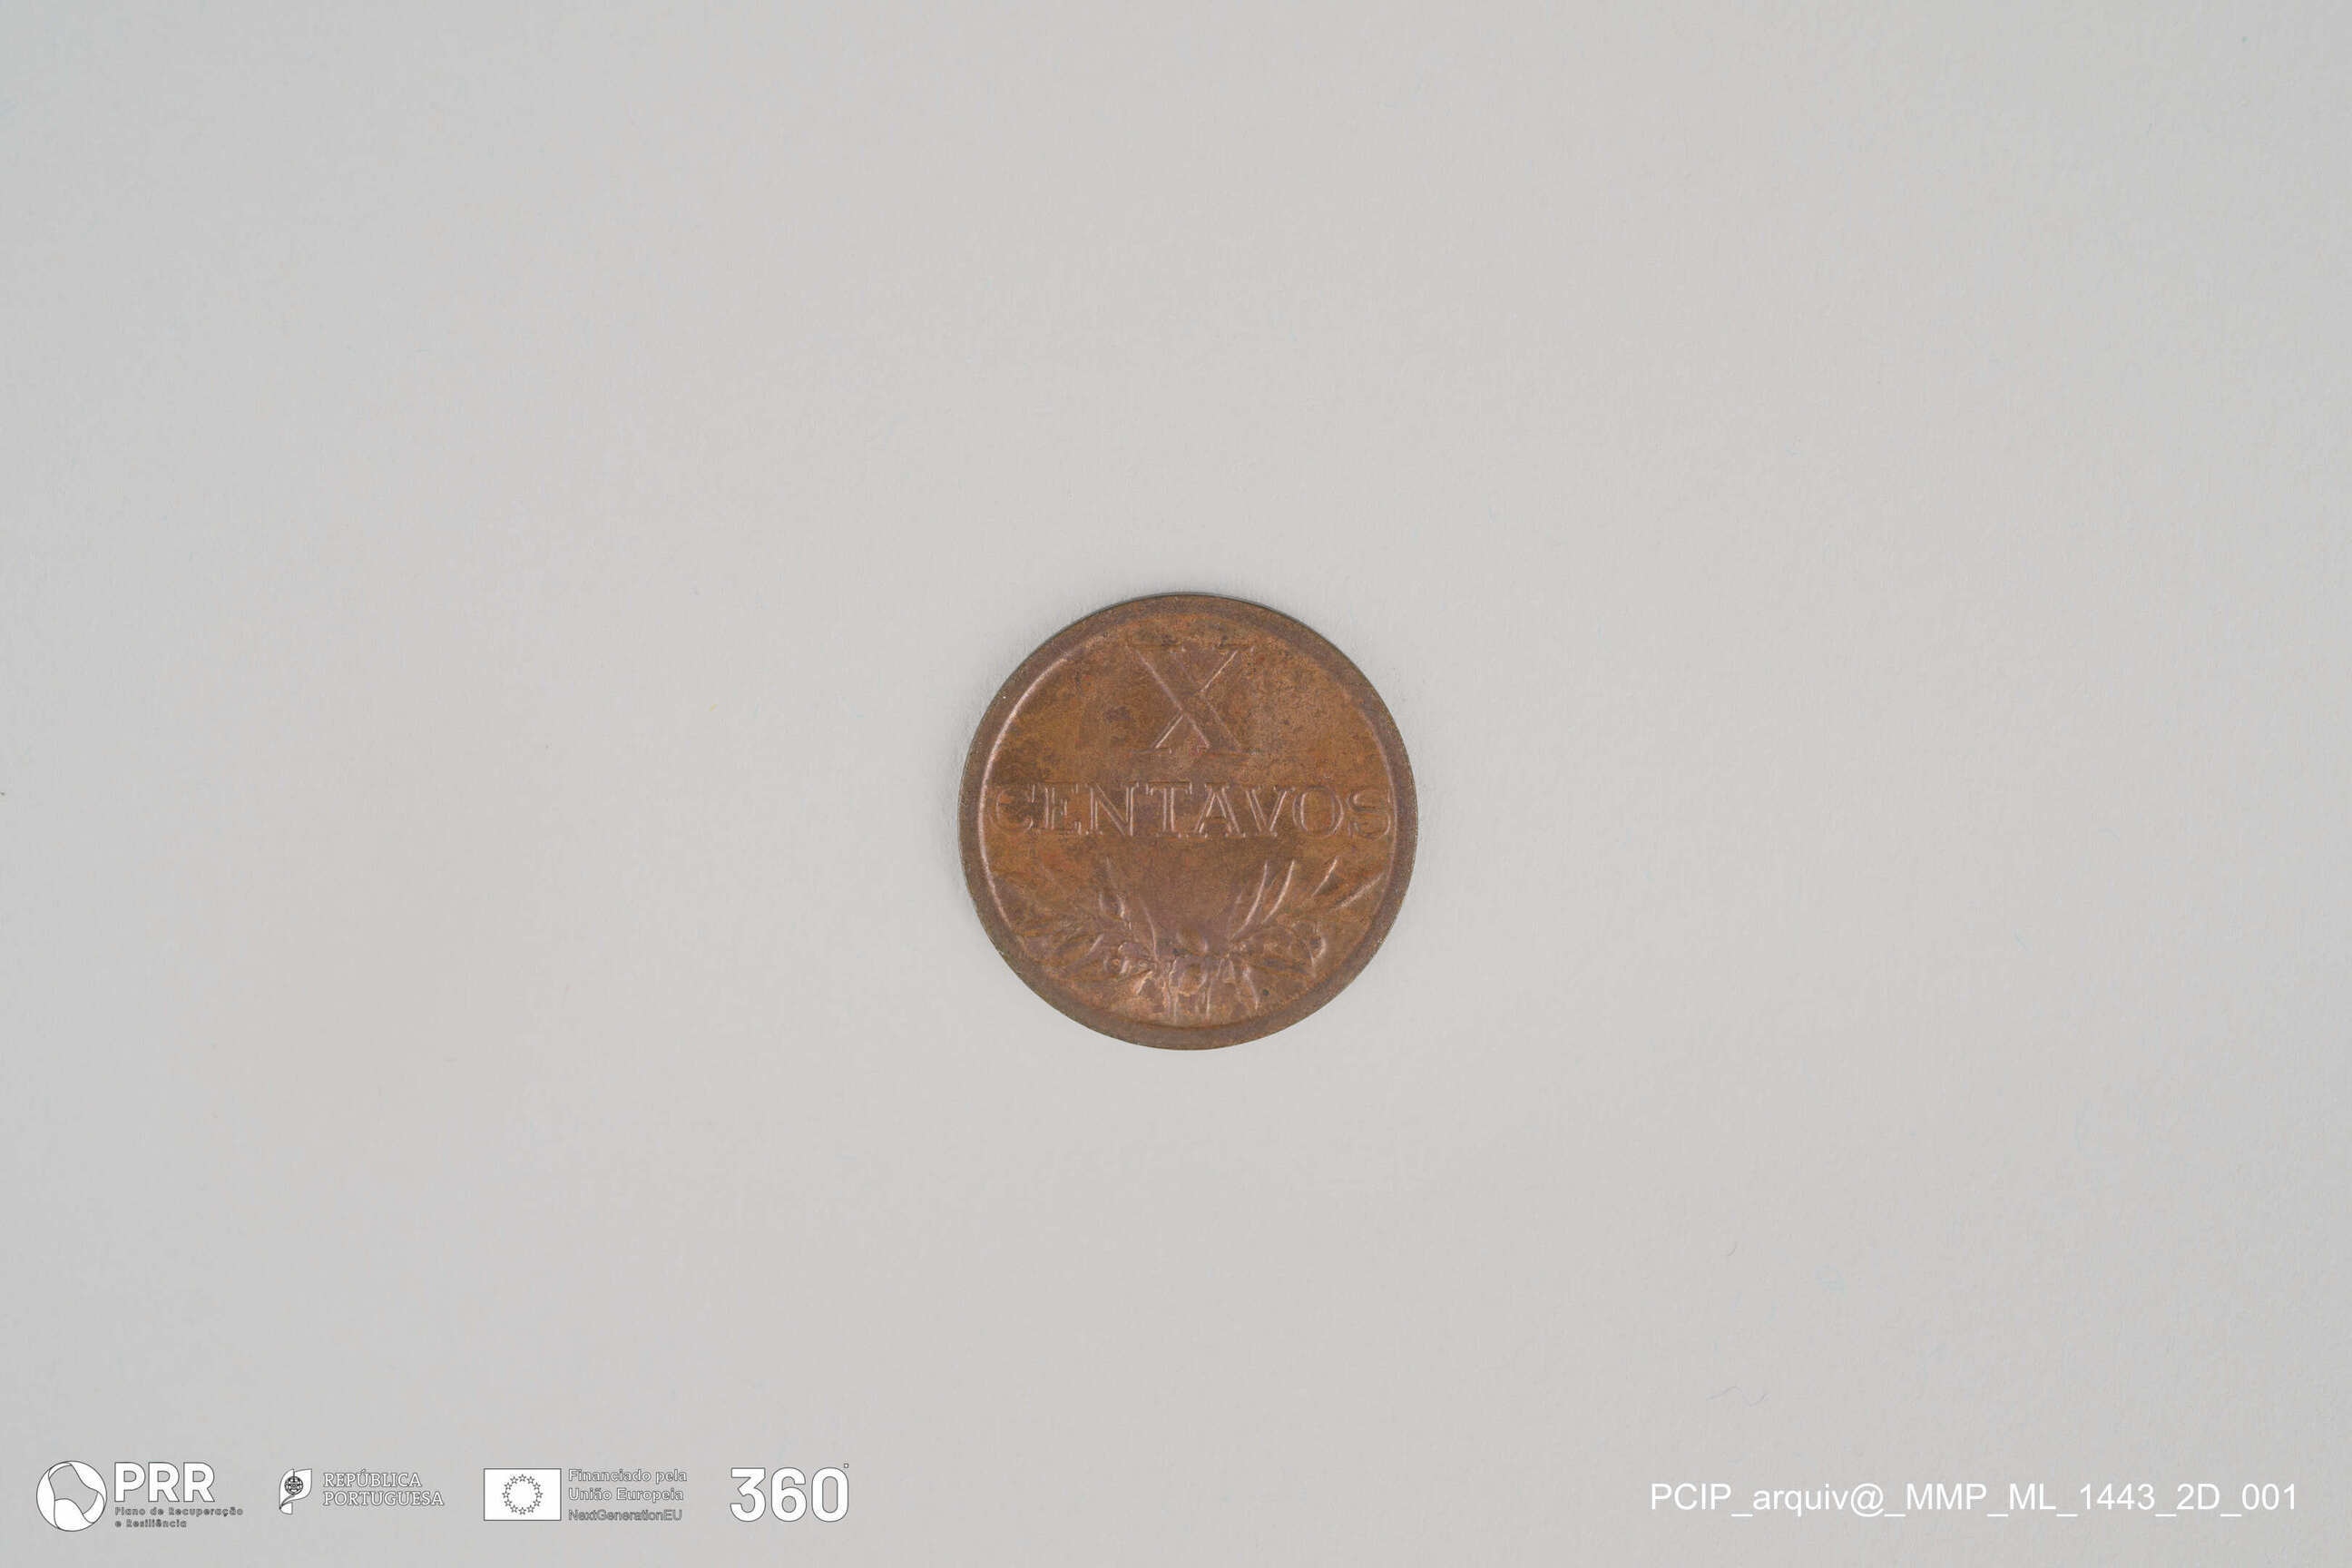 X
CENTAVOS
PRR
Plano de Recuperação
e Resiliência
REPÚBLICA
PORTUGUESA
Financiado pela
União Europeia
NextGenerationEU
360°
PCIP_arquiv@_MMP_ML_1443_2D_001